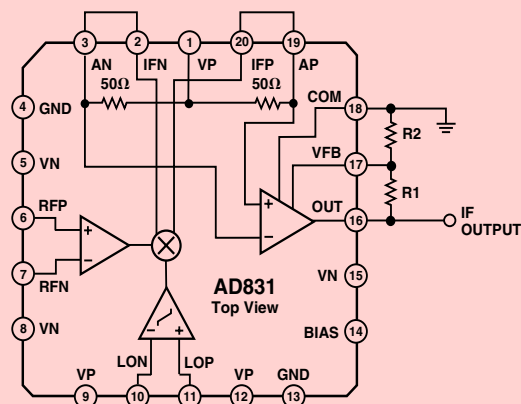 3
2
1
20
19
AN
IFN
VP
IFP
AP
50Ω
50Ω
COM
18
4
GND
R2
VFB
17
5
VN
R1
6
RFP
+
+
OUT
16
IF
OUTPUT
−
−
7
RFN
AD831
Top View
VN
15
8
VN
− +
BIAS
14
LON
LOP
VP
VP
GND
9
10
11
12
13